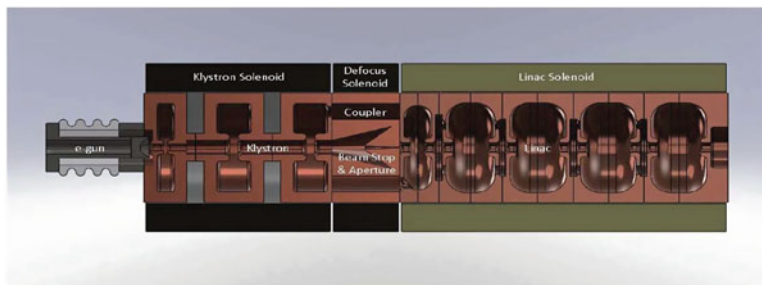 Klystron Solenoid
Defocus
Solenoid
Linac Solenoid
Coupler
e-gun
Klystron
Beam Stop
& Aperture
Linac